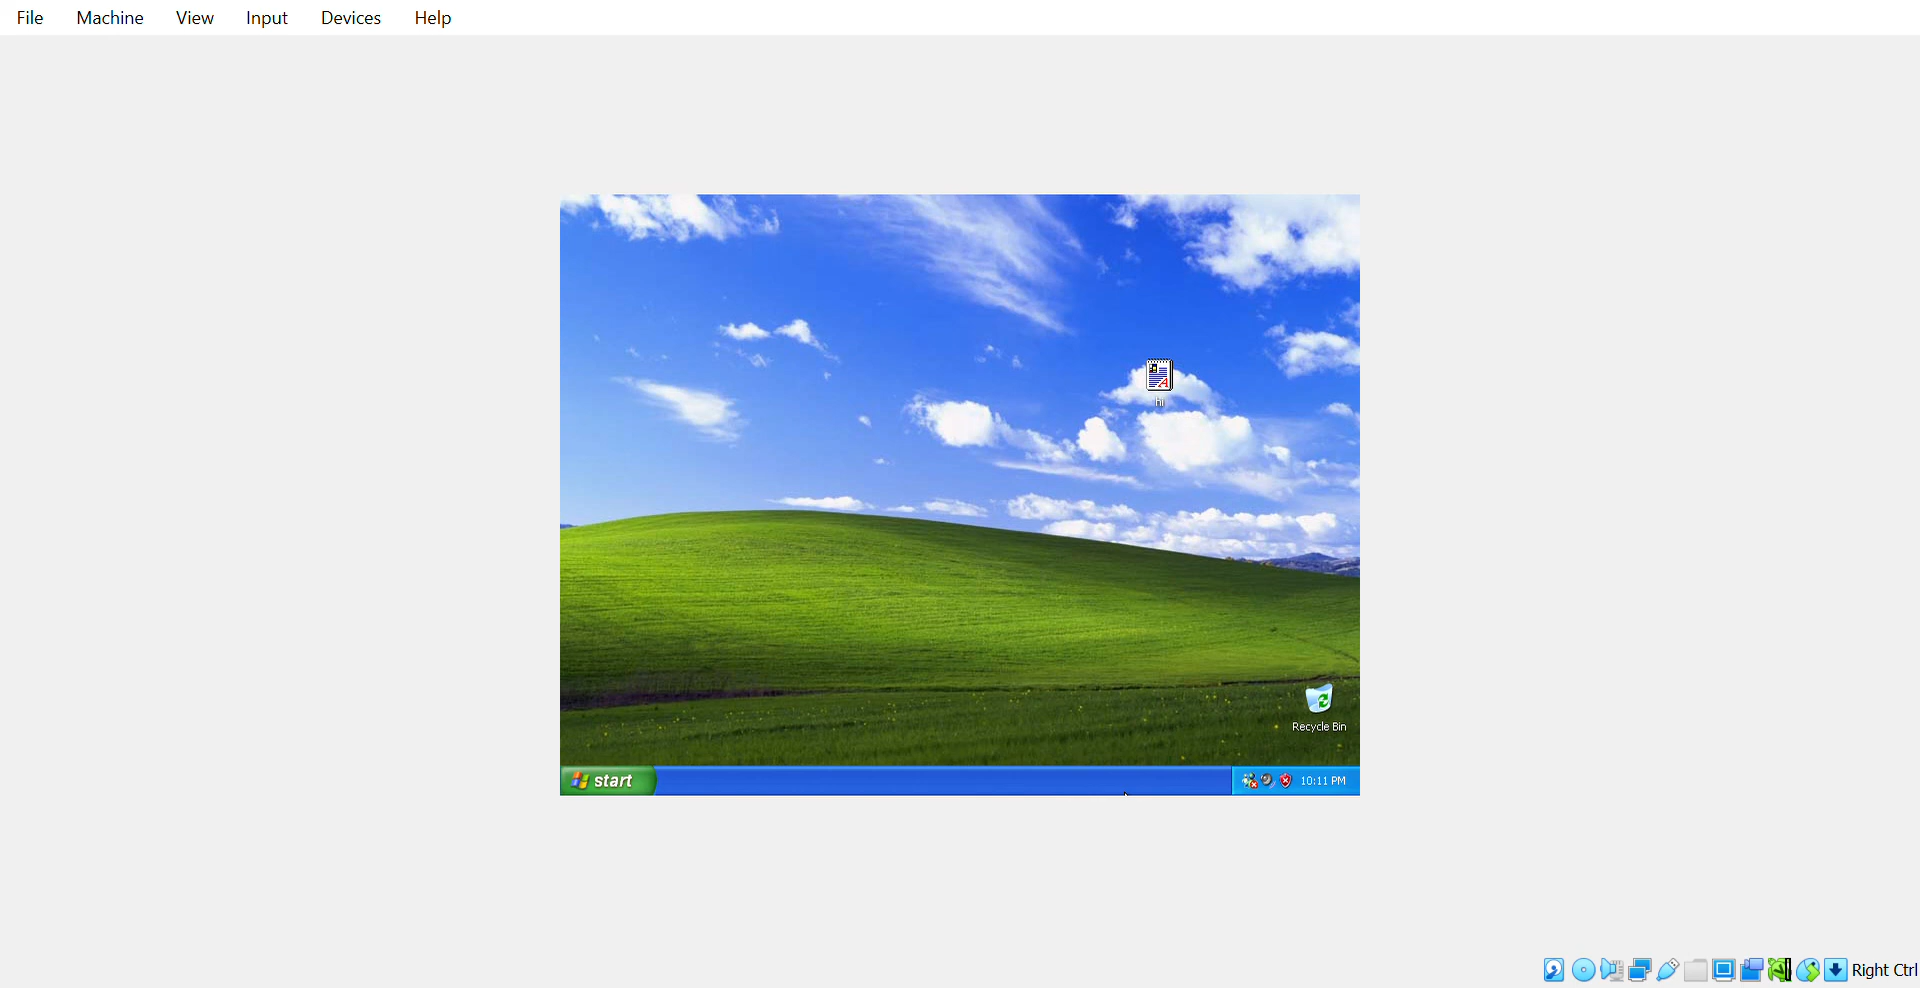 File Machine View Input Devices Help
hi
Recycle Bin
start 10:11 PM
Right Ctrl